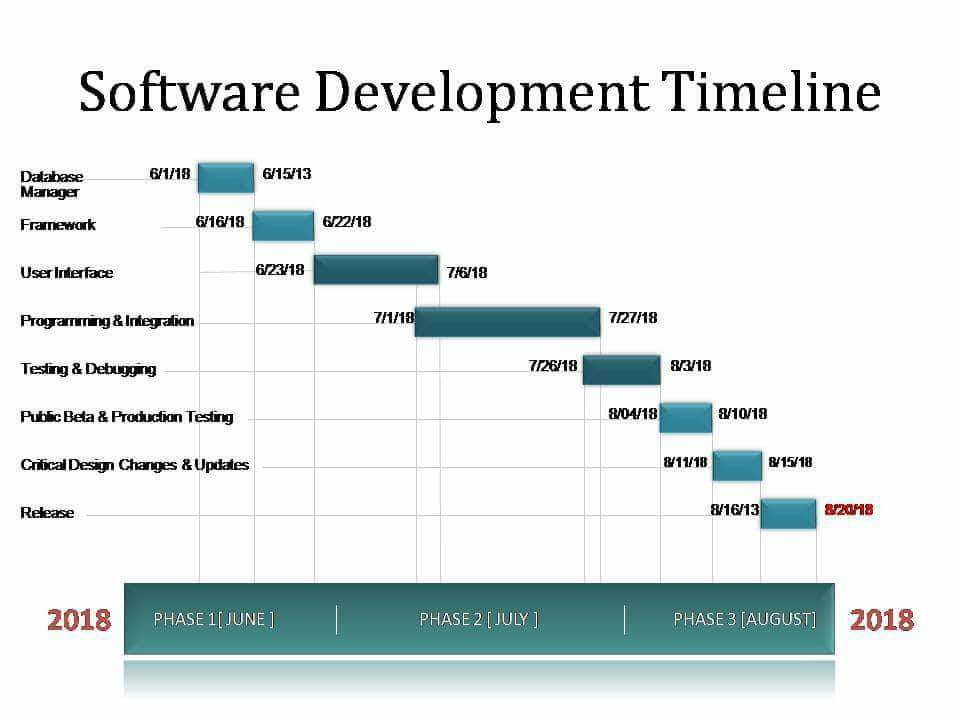 Software Development Timeline
Database Manager 6/1/18 6/15/13
Framework 6/16/18 6/22/18
User Interface 6/23/18 7/6/18
Programming & Integration 7/1/18 7/27/18
Testing & Debugging 7/26/18 8/3/18
Public Beta & Production Testing 8/04/18 8/10/18
Critical Design Changes & Updates 8/11/18 8/15/18
Release 8/16/13 8/20/18
2018 PHASE 1[ JUNE ] PHASE 2 [ JULY ] PHASE 3 [AUGUST] 2018